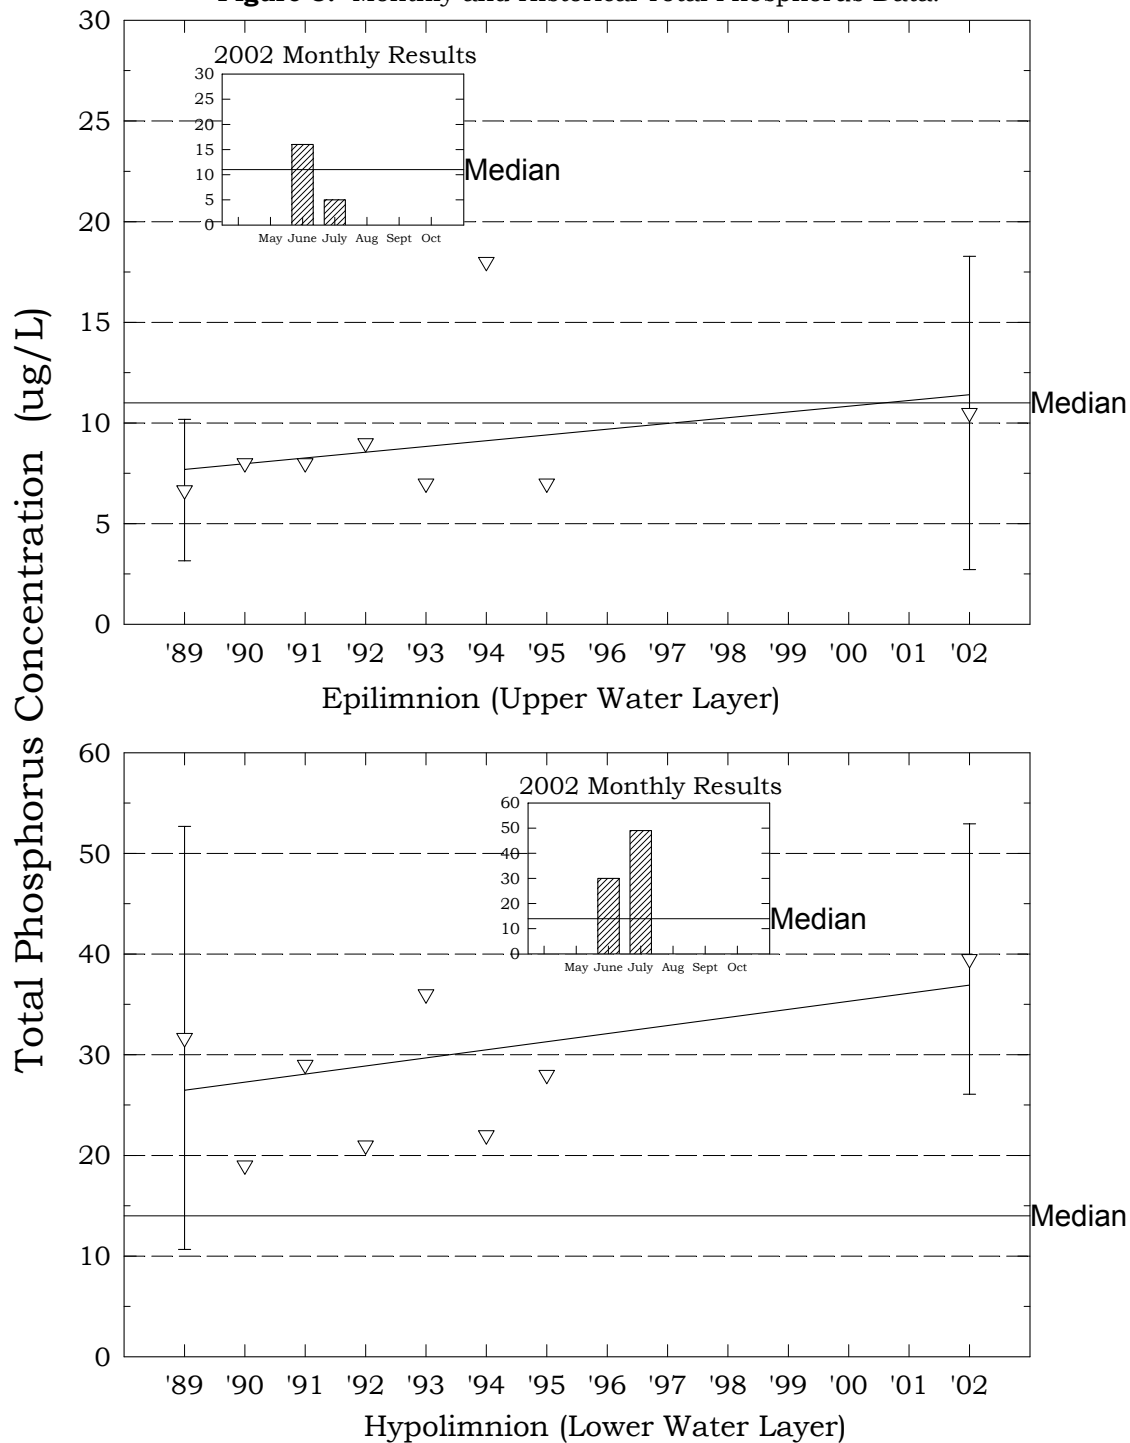 Figure 3. Monthly and Historical Total Phosphorus Data.
Total Phosphorus Concentration (ug/L)
30
25
20
15
10
5
0
2002 Monthly Results
30
25
20
15
10
5
0
Median
May June July Aug Sept Oct
Median
'89 '90 '91 '92 '93 '94 '95 '96 '97 '98 '99 '00 '01 '02
Epilimnion (Upper Water Layer)
60
50
40
30
20
10
0
2002 Monthly Results
60
50
40
30
20
10
0
Median
May June July Aug Sept Oct
Median
'89 '90 '91 '92 '93 '94 '95 '96 '97 '98 '99 '00 '01 '02
Hypolimnion (Lower Water Layer)